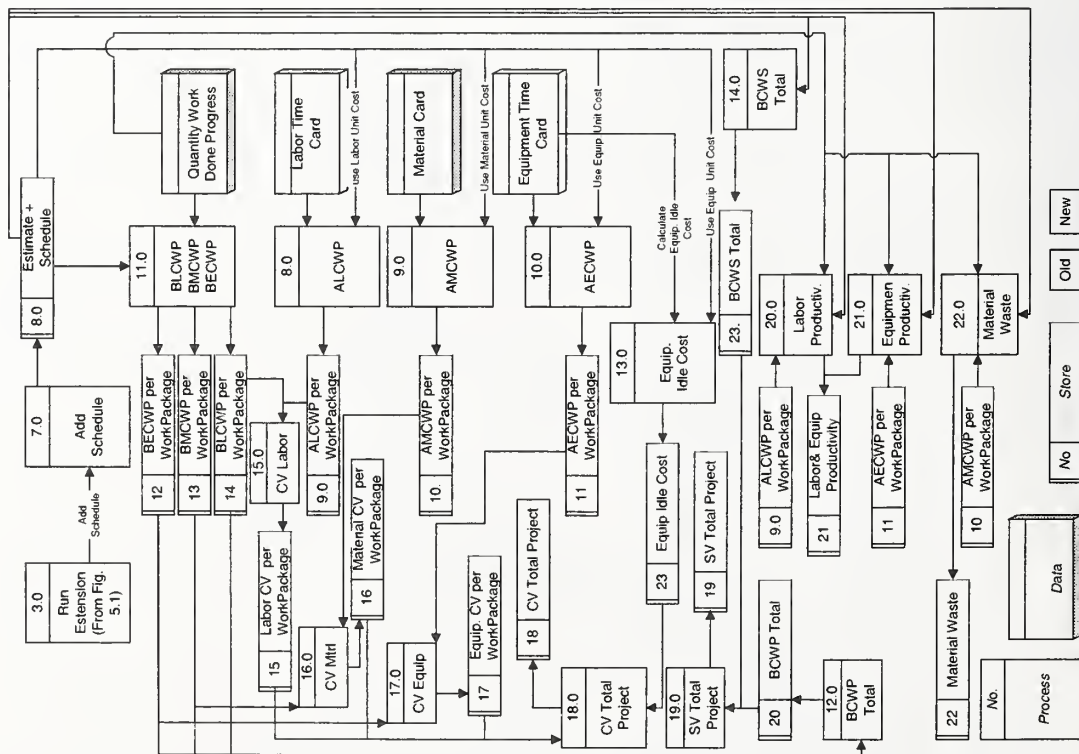 3.0
Run
Estension
(From Fig.
5.1)
Add
Schedule
7.0
Add
Schedule
8.0
Estimate +
Schedule
11.0
BLCWP
BMCWP
BECWP
Quantity Work
Done Progress
12
BECWP per
WorkPackage
13
BMCWP per
WorkPackage
14
BLCWP per
WorkPackage
15.0
CV Labor
15
Labor CV per
WorkPackage
Labor Time
Card
8.0
ALCWP
use Labor Unit Cost
9.0
ALCWP per
WorkPackage
16.0
CV Mtrl
16
Material CV per
WorkPackage
Material Card
9.0
AMCWP
Use Material Unit Cost
10.
AMCWP per
WorkPackage
17.0
CV Equip
17
Equip. CV per
WorkPackage
Equipment Time
Card
10.0
AECWP
Use Equip. Unit Cost
11
AECWP per
WorkPackage
18
CV Total Project
18.0
CV Total
Project
Calculate
Equip. Idle
Cost
Use Equip Unit Cost
13.0
Equip.
Idle Cost
23
Equip Idle Cost
19
SV Total Project
19.0
SV Total
Project
14.0
BCWS
Total
23.
BCWS Total
20
BCWP Total
12.0
BCWP
Total
20.0
Labor
Productiv.
9.0
ALCWP per
WorkPackage
21
Labor& Equip
Productivity
21.0
Equipmen
Productiv.
11
AECWP per
WorkPackage
22.0
Material
Waste
10
AMCWP per
WorkPackage
22
Material Waste
No.
Process
Data
No
Store
Old
New